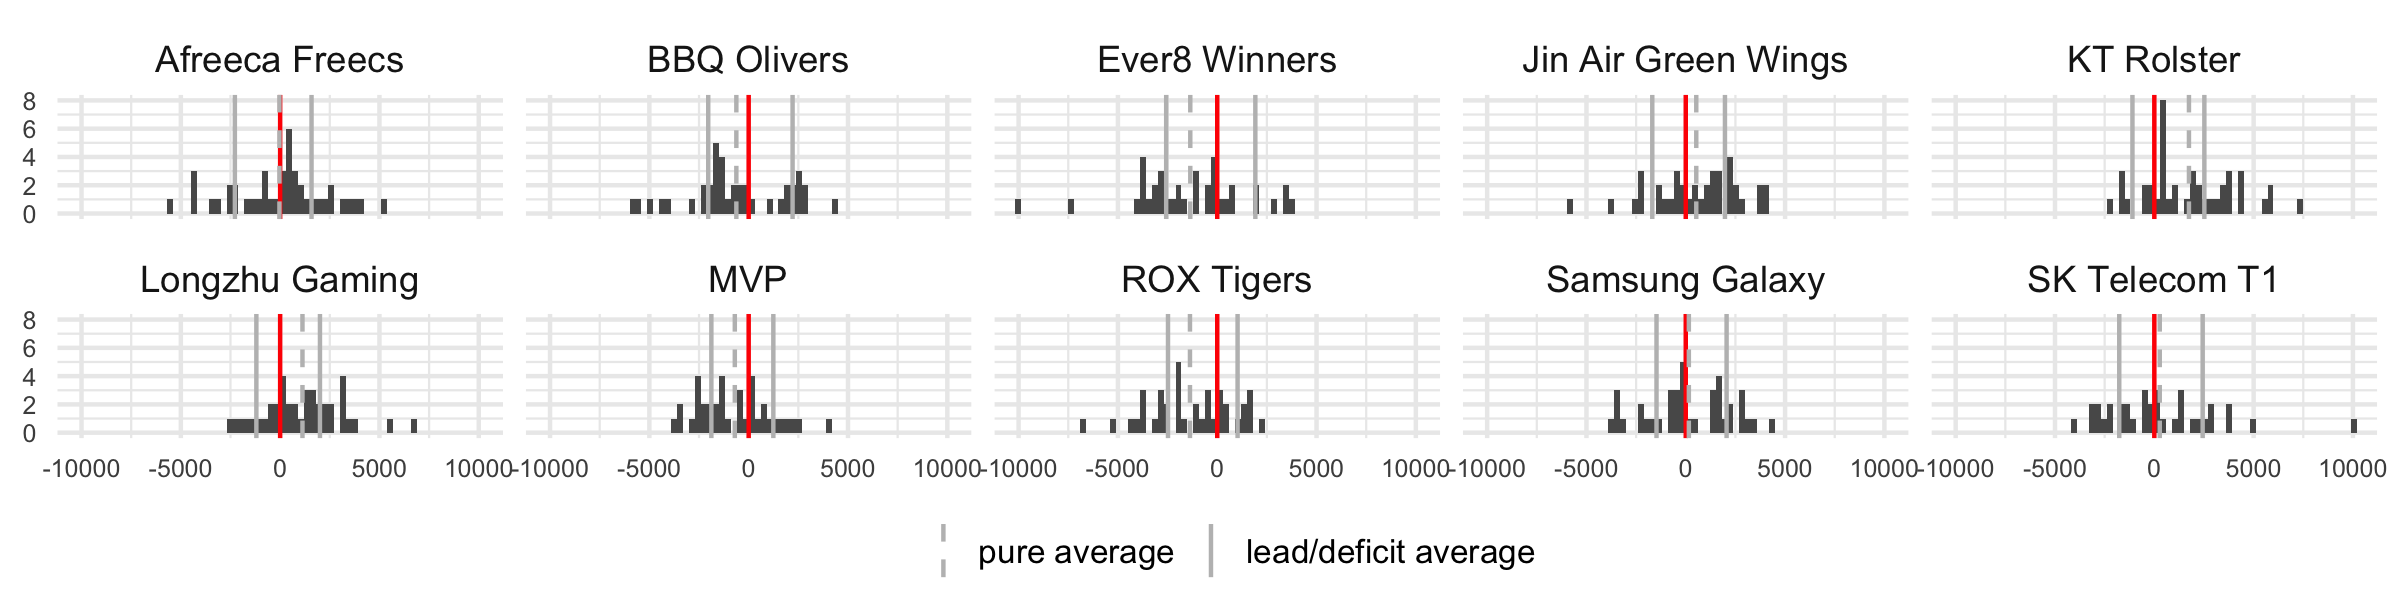 Afreeca Freecs BBQ Olivers Ever8 Winners Jin Air Green Wings KT Rolster
8
6
4
2
0
Longzhu Gaming MVP ROX Tigers Samsung Galaxy SK Telecom T1
8
6
4
2
0
-10000 -5000 0 5000 10000 -10000 -5000 0 5000 10000 -10000 -5000 0 5000 10000 -10000 -5000 0 5000 10000 -10000 -5000 0 5000 10000
pure average lead/deficit average